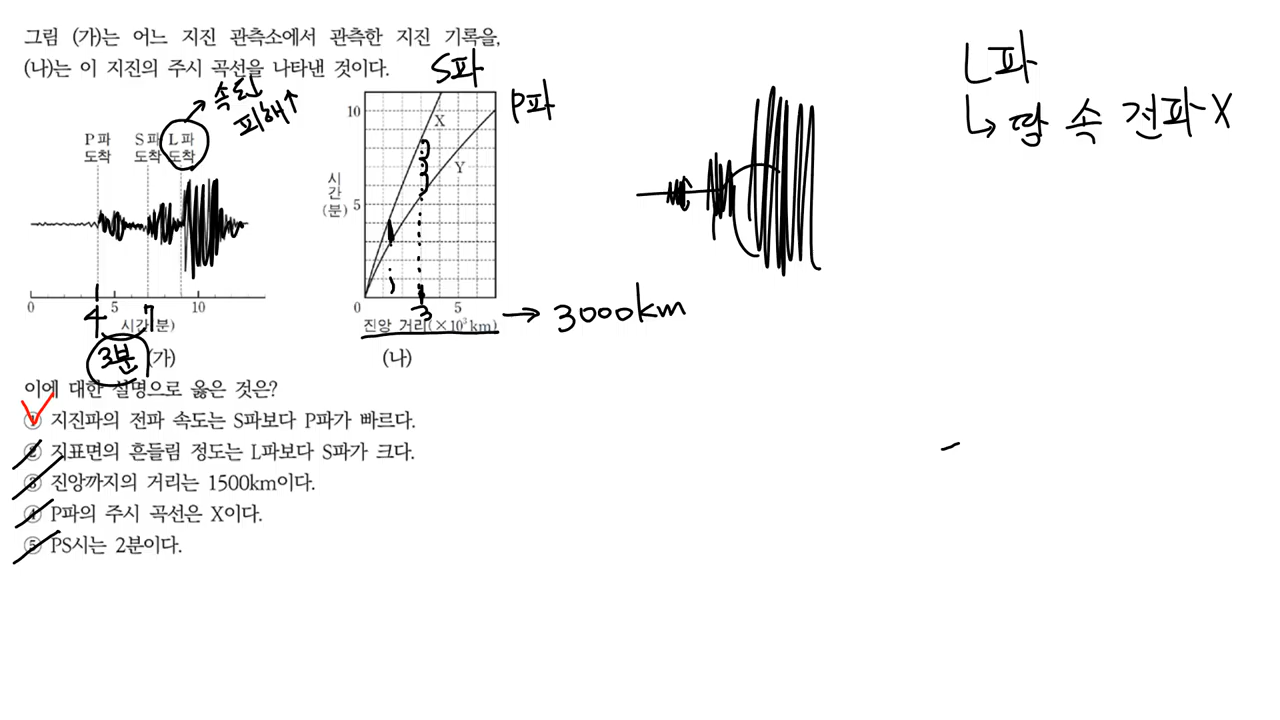 그림 (가)는 어느 지진 관측소에서 관측한 지진 기록을,
(나)는 이 지진의 주시 곡선을 나타낸 것이다.
S파
P파
속도↓
피해↑
P파
도착
S파
도착
L파
도착
0
5
10
4
7
시간(분)
3분
(가)
10
5
0
시간(분)
X
Y
3
5
진앙 거리(×10³km)
→ 3000km
(나)
L파
↳ 땅 속 전파 X
이에 대한 설명으로 옳은 것은?
① 지진파의 전파 속도는 S파보다 P파가 빠르다.
② 지표면의 흔들림 정도는 L파보다 S파가 크다.
③ 진앙까지의 거리는 1500km이다.
④ P파의 주시 곡선은 X이다.
⑤ PS시는 2분이다.